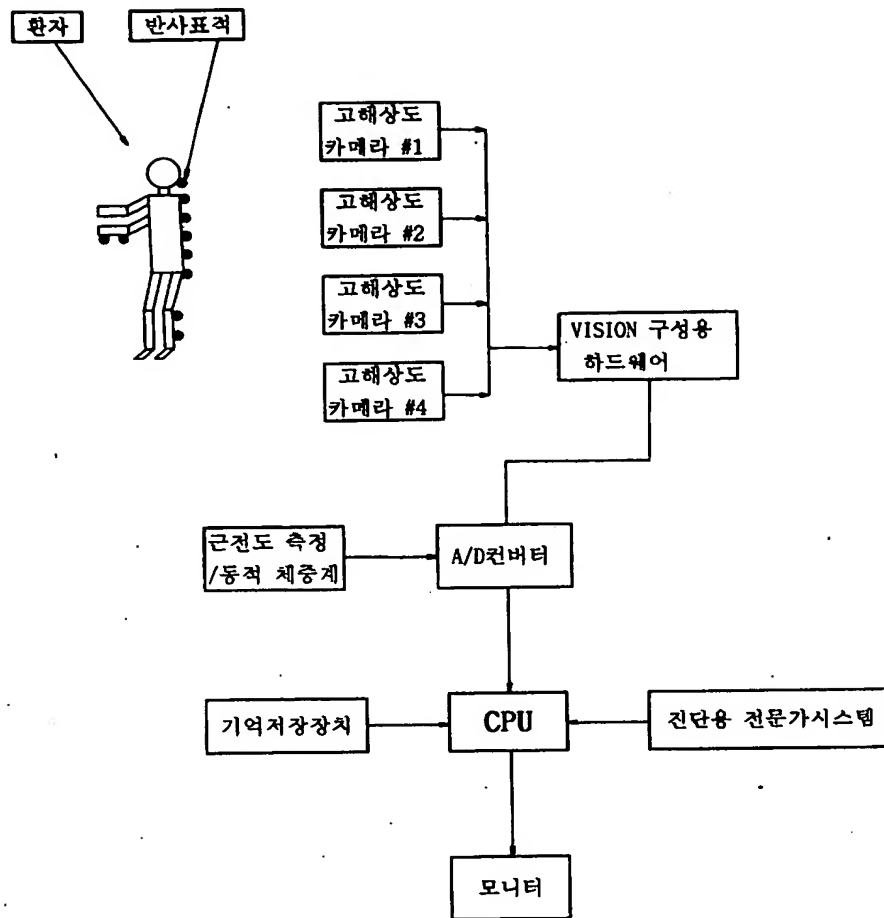 환자
반사표적
고해상도
카메라 #1
고해상도
카메라 #2
고해상도
카메라 #3
고해상도
카메라 #4
VISION 구성용
하드웨어
근전도 측정
/동적 체중계
A/D컨버터
기억저장장치
CPU
진단용 전문가시스템
모니터